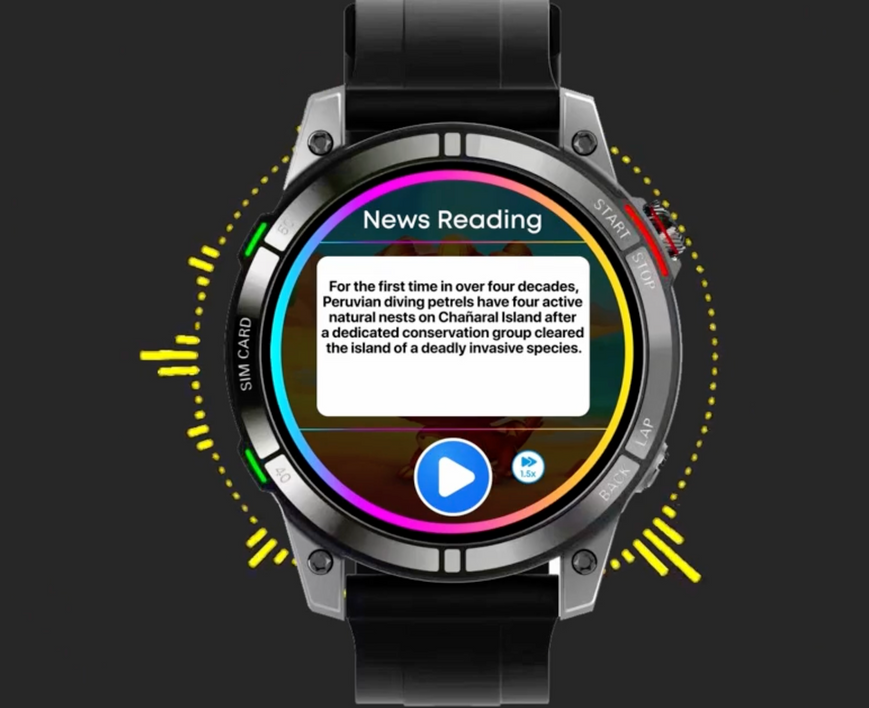 News Reading
For the first time in over four decades,
Peruvian diving petrels have four active
natural nests on Chañaral Island after
a dedicated conservation group cleared
the island of a deadly invasive species.
1.5x
START
STOP
SIM CARD
LAP
BACK
40